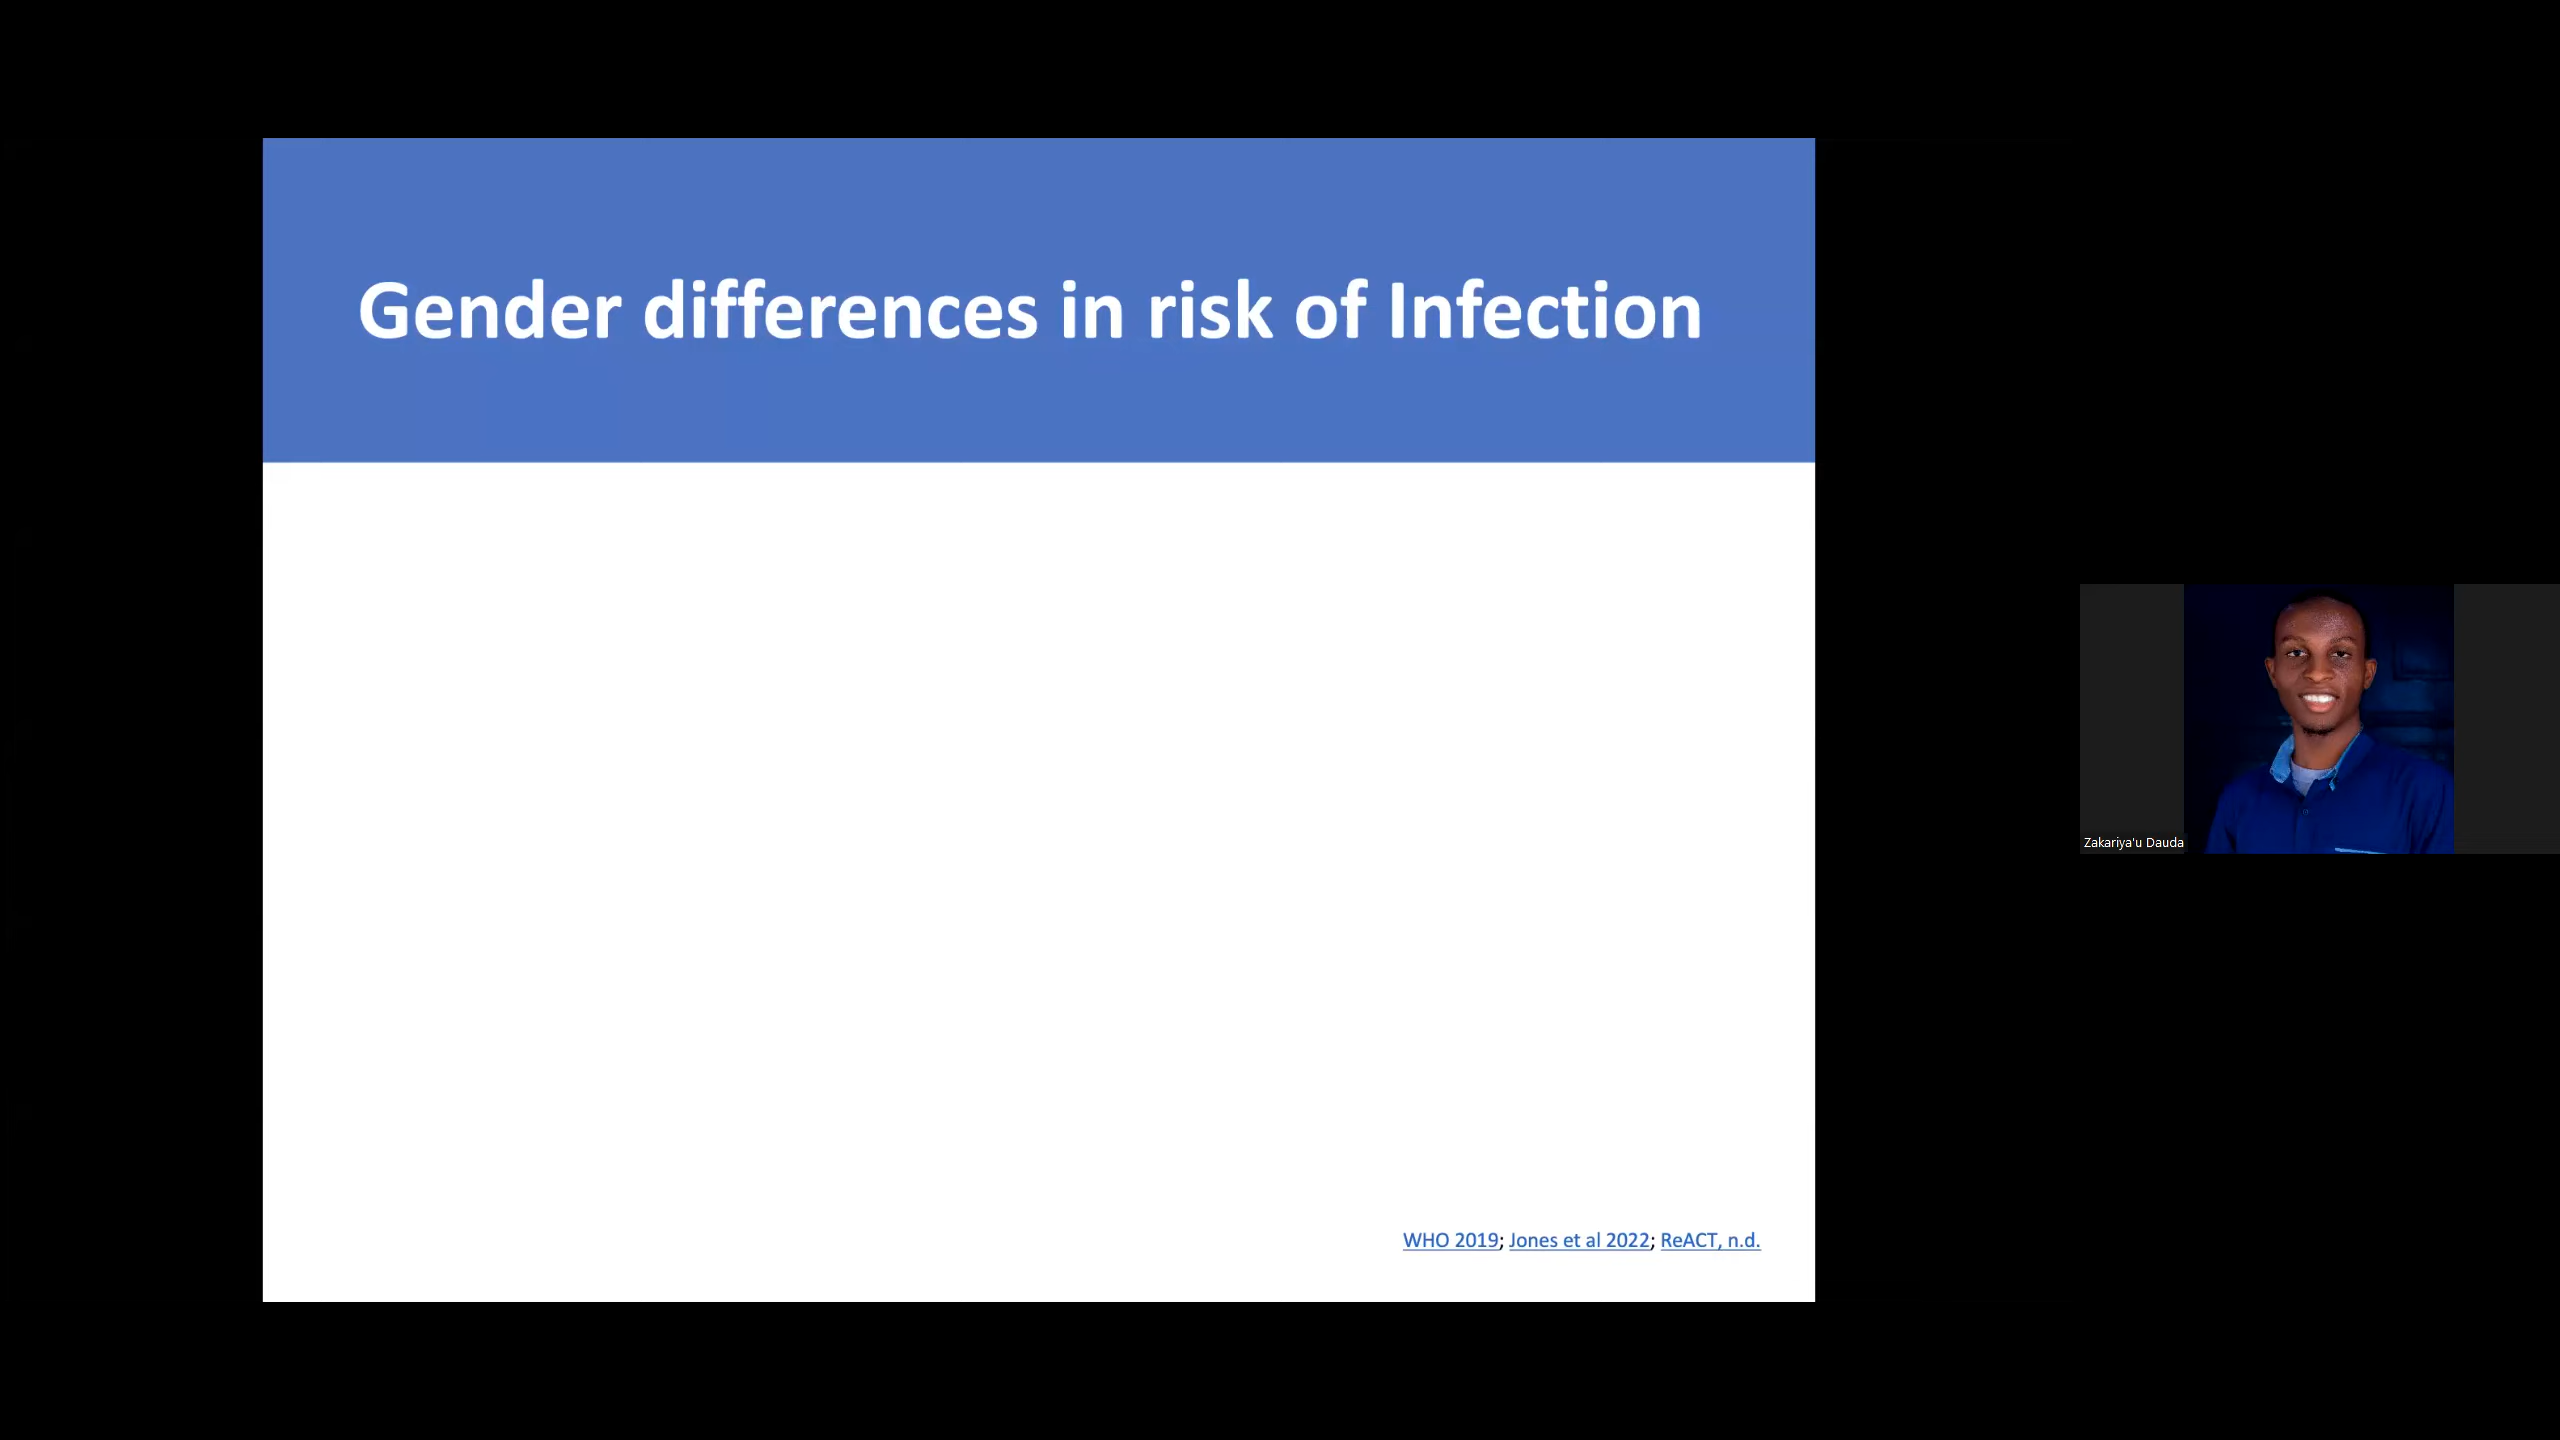 Gender differences in risk of Infection
WHO 2019; Jones et al 2022; ReACT, n.d.
Zakariya'u Dauda